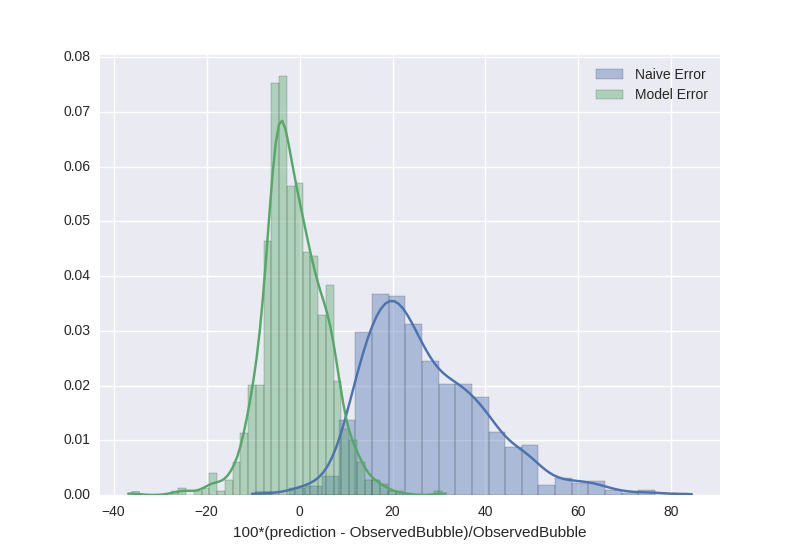 0.08
0.07
0.06
0.05
0.04
0.03
0.02
0.01
0.00
Naive Error
Model Error
−40 −20 0 20 40 60 80
100*(prediction - ObservedBubble)/ObservedBubble